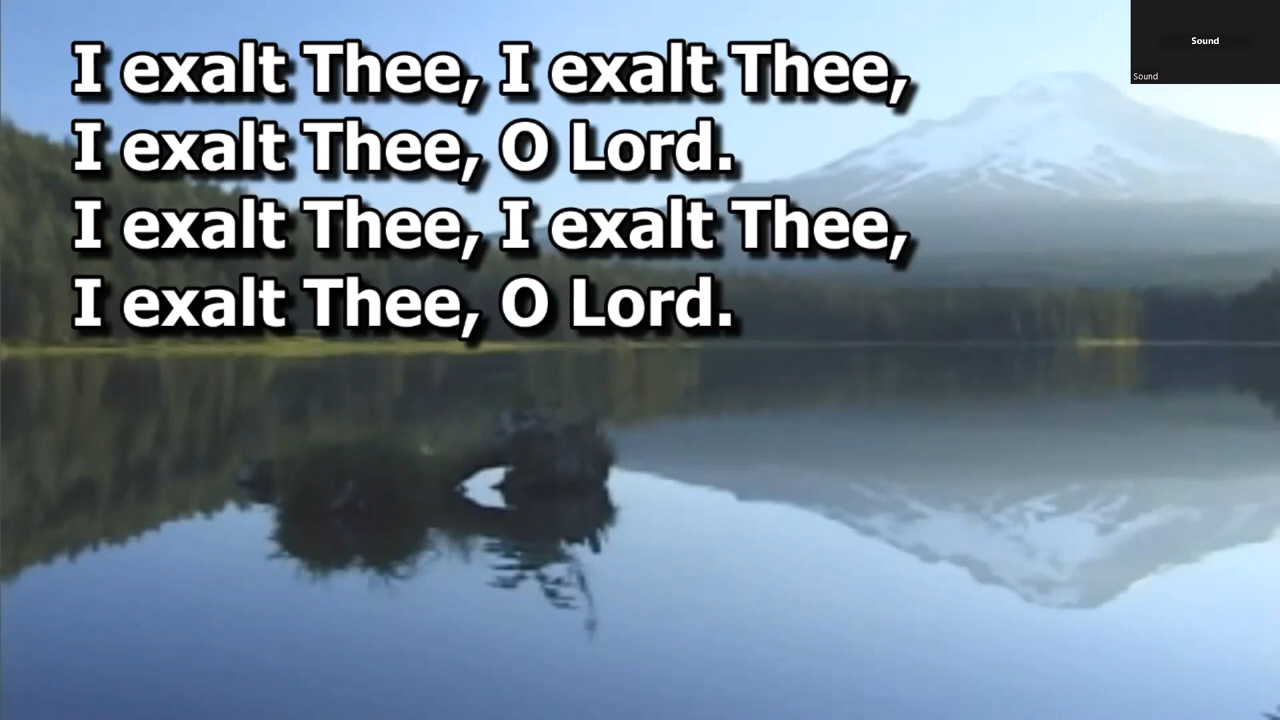 I exalt Thee, I exalt Thee,
I exalt Thee, O Lord.
I exalt Thee, I exalt Thee,
I exalt Thee, O Lord.
Sound
Sound